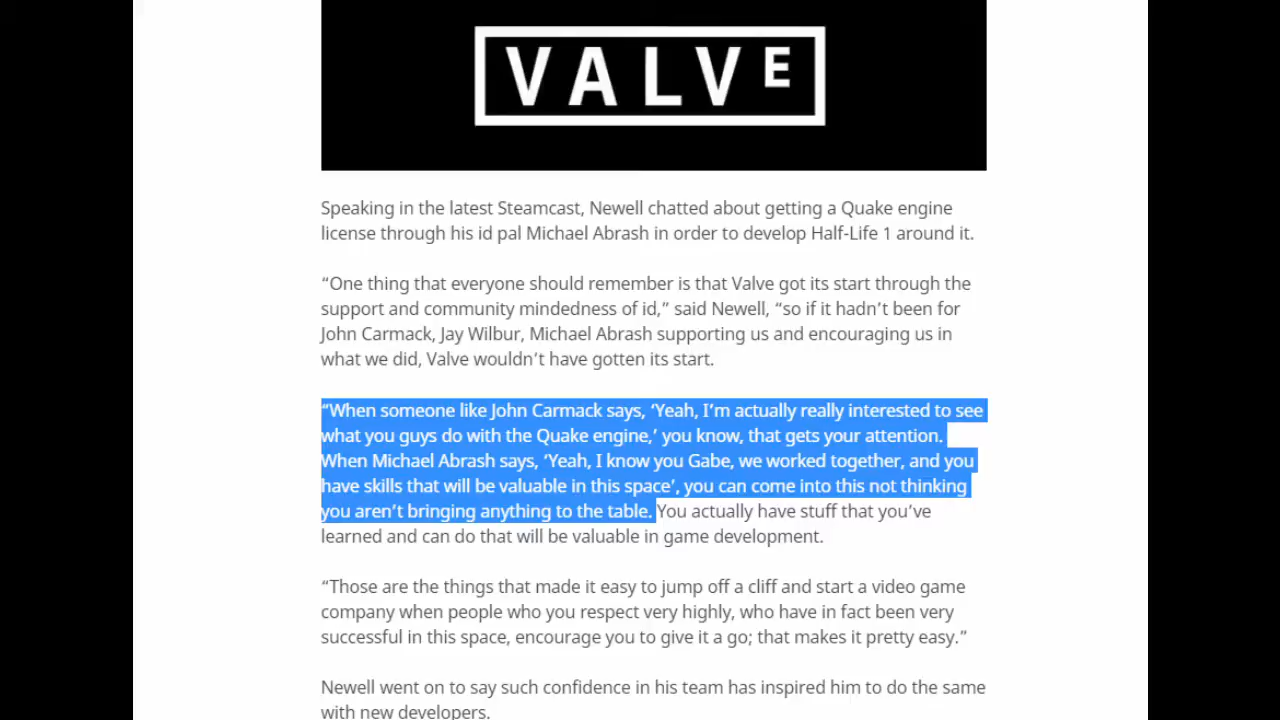 VALVE
Speaking in the latest Steamcast, Newell chatted about getting a Quake engine
license through his id pal Michael Abrash in order to develop Half-Life 1 around it.
“One thing that everyone should remember is that Valve got its start through the
support and community mindedness of id,” said Newell, “so if it hadn’t been for
John Carmack, Jay Wilbur, Michael Abrash supporting us and encouraging us in
what we did, Valve wouldn’t have gotten its start.
“When someone like John Carmack says, ‘Yeah, I’m actually really interested to see
what you guys do with the Quake engine,’ you know, that gets your attention.
When Michael Abrash says, ‘Yeah, I know you Gabe, we worked together, and you
have skills that will be valuable in this space’, you can come into this not thinking
you aren’t bringing anything to the table. You actually have stuff that you’ve
learned and can do that will be valuable in game development.
“Those are the things that made it easy to jump off a cliff and start a video game
company when people who you respect very highly, who have in fact been very
successful in this space, encourage you to give it a go; that makes it pretty easy.”
Newell went on to say such confidence in his team has inspired him to do the same
with new developers.